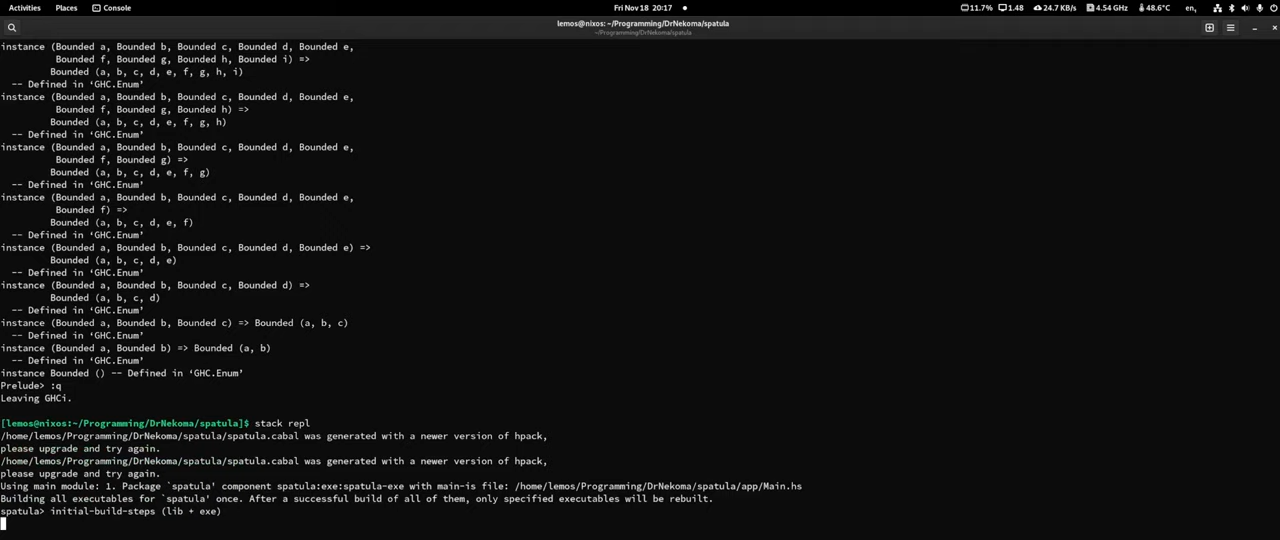 Activities Places Console Fri Nov 18 20:17 11.7% 1.48 24.7 KB/s 4.54 GHz 48.6°C en,
lemos@nixos: ~/Programming/DrNekoma/spatula
~/Programming/DrNekoma/spatula
instance (Bounded a, Bounded b, Bounded c, Bounded d, Bounded e,
Bounded f, Bounded g, Bounded h, Bounded i) =>
Bounded (a, b, c, d, e, f, g, h, i)
-- Defined in ‘GHC.Enum’
instance (Bounded a, Bounded b, Bounded c, Bounded d, Bounded e,
Bounded f, Bounded g, Bounded h) =>
Bounded (a, b, c, d, e, f, g, h)
-- Defined in ‘GHC.Enum’
instance (Bounded a, Bounded b, Bounded c, Bounded d, Bounded e,
Bounded f, Bounded g) =>
Bounded (a, b, c, d, e, f, g)
-- Defined in ‘GHC.Enum’
instance (Bounded a, Bounded b, Bounded c, Bounded d, Bounded e,
Bounded f) =>
Bounded (a, b, c, d, e, f)
-- Defined in ‘GHC.Enum’
instance (Bounded a, Bounded b, Bounded c, Bounded d, Bounded e) =>
Bounded (a, b, c, d, e)
-- Defined in ‘GHC.Enum’
instance (Bounded a, Bounded b, Bounded c, Bounded d) =>
Bounded (a, b, c, d)
-- Defined in ‘GHC.Enum’
instance (Bounded a, Bounded b, Bounded c) => Bounded (a, b, c)
-- Defined in ‘GHC.Enum’
instance (Bounded a, Bounded b) => Bounded (a, b)
-- Defined in ‘GHC.Enum’
instance Bounded () -- Defined in ‘GHC.Enum’
Prelude> :q
Leaving GHCi.
[lemos@nixos:~/Programming/DrNekoma/spatula]$ stack repl
/home/lemos/Programming/DrNekoma/spatula/spatula.cabal was generated with a newer version of hpack,
please upgrade and try again.
/home/lemos/Programming/DrNekoma/spatula/spatula.cabal was generated with a newer version of hpack,
please upgrade and try again.
Using main module: 1. Package `spatula' component spatula:exe:spatula-exe with main-is file: /home/lemos/Programming/DrNekoma/spatula/app/Main.hs
Building all executables for `spatula' once. After a successful build of all of them, only specified executables will be rebuilt.
spatula> initial-build-steps (lib + exe)